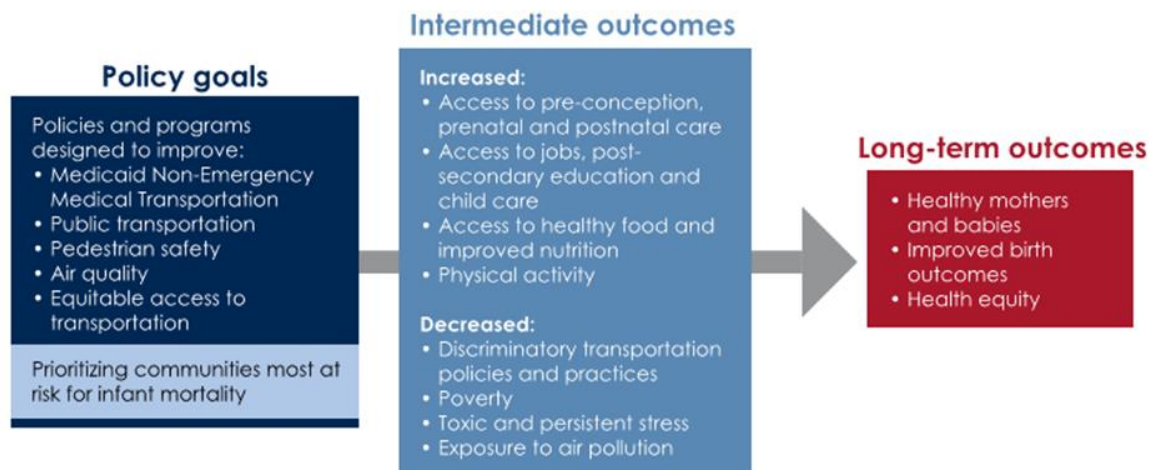 Policy goals
Policies and programs
designed to improve:
• Medicaid Non-Emergency
Medical Transportation
• Public transportation
• Pedestrian safety
• Air quality
• Equitable access to
transportation
Prioritizing communities most at
risk for infant mortality
Intermediate outcomes
Increased:
• Access to pre-conception,
prenatal and postnatal care
• Access to jobs, post-
secondary education and
child care
• Access to healthy food and
improved nutrition
• Physical activity
Decreased:
• Discriminatory transportation
policies and practices
• Poverty
• Toxic and persistent stress
• Exposure to air pollution
Long-term outcomes
• Healthy mothers
and babies
• Improved birth
outcomes
• Health equity